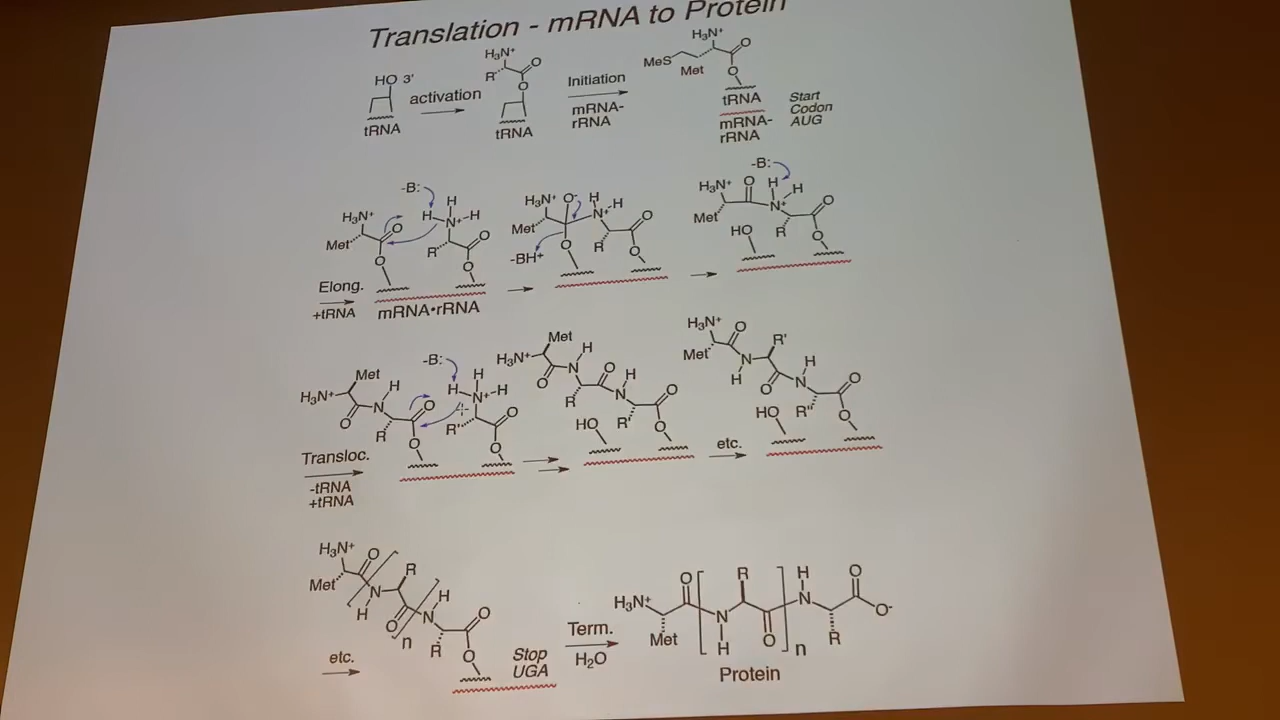 Translation - mRNA to Protein
HO 3'
tRNA
activation
H₃N⁺
R
O
O
tRNA
Initiation
mRNA-
rRNA
H₃N⁺
MeS
Met
O
O
tRNA
mRNA-
rRNA
Start
Codon
AUG
Elong.
+tRNA
H₃N⁺
Met
O
O
-B:
H
H N⁺ H
R
O
O
mRNA•rRNA
H₃N⁺ O⁻
Met
O
-BH⁺
H
N⁺ H
R
O
O
-B:
H₃N⁺ O H H
Met
N⁺
HO
R
O
O
Transloc.
-tRNA
+tRNA
Met
H₃N⁺
O
H
N
R
O
O
-B:
H
H N⁺ H
R'
O
O
Met
H₃N⁺
O
H
N
R
O
H
N
R'
O
O
HO
etc.
H₃N⁺
Met
O
N
H
R'
O
H
N
R''
O
O
HO
etc.
H₃N⁺
Met
O
N
H
R
O
n
H
N
R
O
O
Stop
UGA
Term.
H₂O
H₃N⁺
Met
O
N
H
R
O
n
H
N
R
O
O⁻
Protein